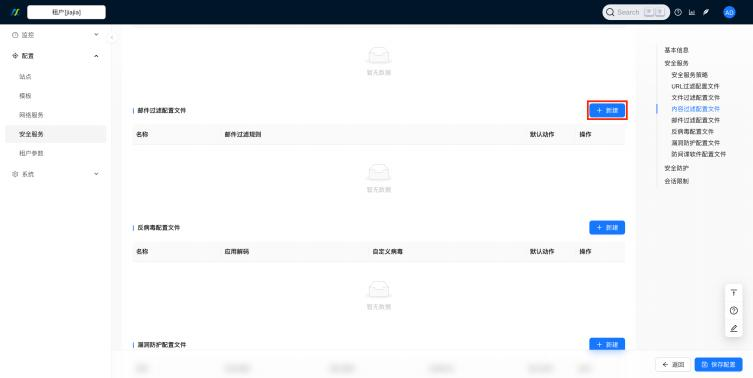 租户[jiajia]
Search
AD
监控
配置
站点
模板
网络服务
安全服务
租户参数
系统
暂无数据
邮件过滤配置文件
+ 新建
名称 邮件过滤规则 默认动作 操作
暂无数据
反病毒配置文件
+ 新建
名称 应用解码 自定义病毒 默认动作 操作
暂无数据
漏洞防护配置文件
+ 新建
基本信息
安全服务
安全服务策略
URL过滤配置文件
文件过滤配置文件
内容过滤配置文件
邮件过滤配置文件
反病毒配置文件
漏洞防护配置文件
防间谍软件配置文件
安全防护
会话限制
返回
保存配置